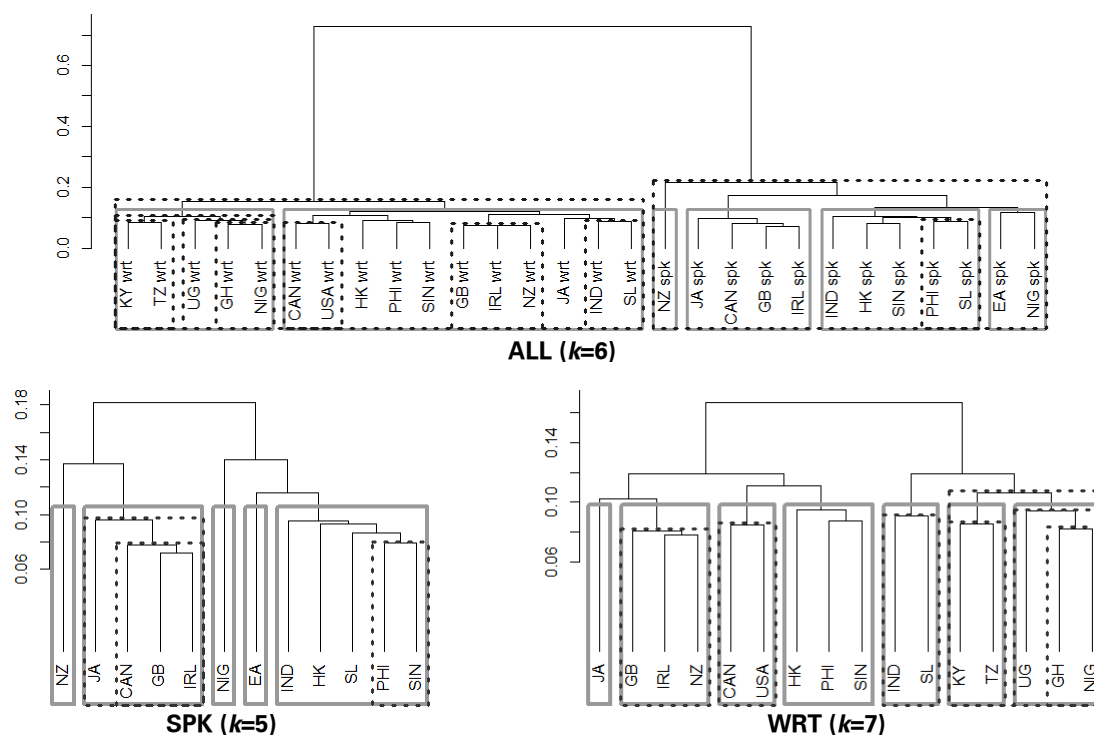 0.6
0.4
0.2
0.0
KY wrt
TZ wrt
UG wrt
GH wrt
NIG wrt
CAN wrt
USA wrt
HK wrt
PHI wrt
SIN wrt
GB wrt
IRL wrt
NZ wrt
JA wrt
IND wrt
SL wrt
NZ spk
JA spk
CAN spk
GB spk
IRL spk
IND spk
HK spk
SIN spk
PHI spk
SL spk
EA spk
NIG spk
ALL (k=6)
0.18
0.14
0.10
0.06
NZ
JA
CAN
GB
IRL
NIG
EA
IND
HK
SL
PHI
SIN
SPK (k=5)
0.14
0.10
0.06
JA
GB
IRL
NZ
CAN
USA
HK
PHI
SIN
IND
SL
KY
TZ
UG
GH
NIG
WRT (k=7)